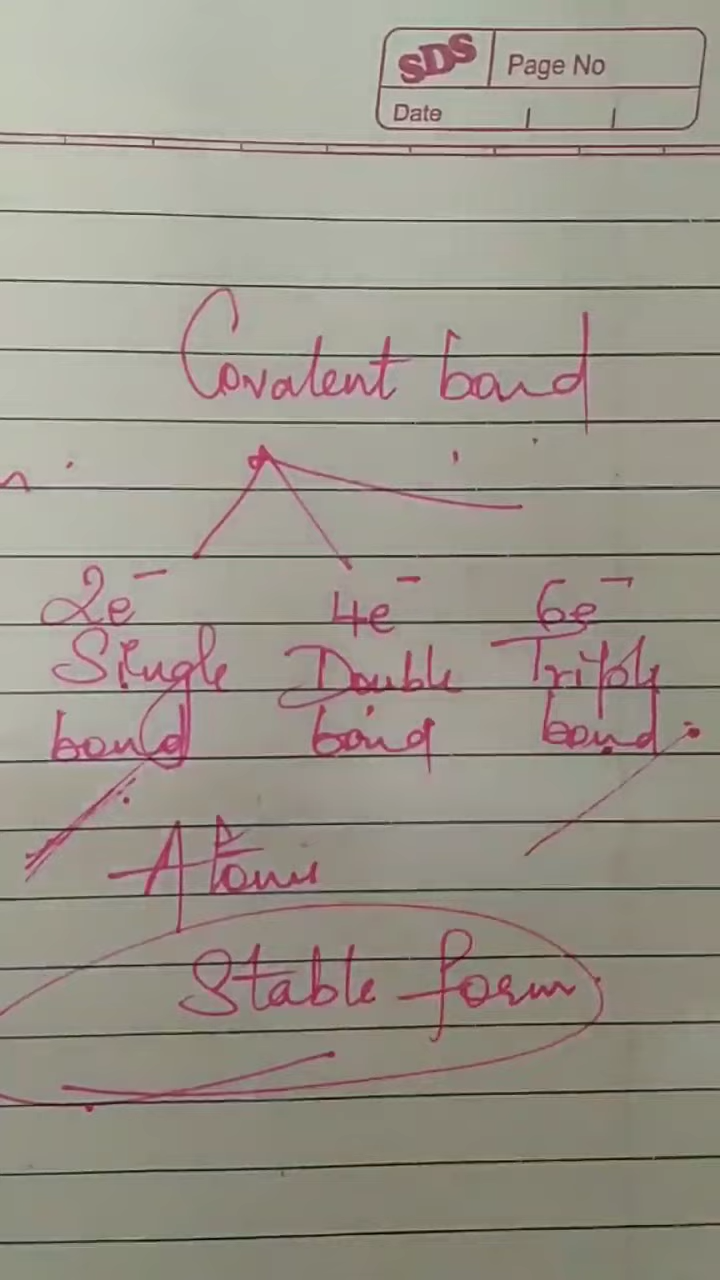 SDS Page No
Date
Covalent bond
2e⁻ 4e⁻ 6e⁻
Single Double Triple
bond bond bond
Atoms
Stable form